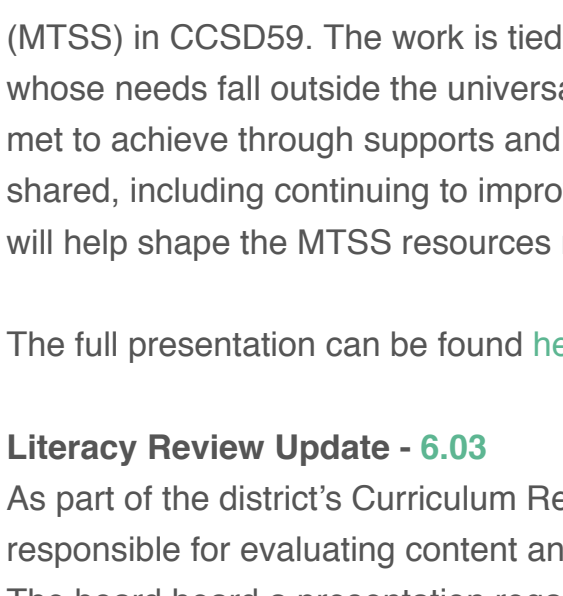 (MTSS) in CCSD59. The work is tied
whose needs fall outside the univers
met to achieve through supports and
shared, including continuing to impro
will help shape the MTSS resources
The full presentation can be found he
Literacy Review Update - 6.03
As part of the district’s Curriculum Re
responsible for evaluating content an